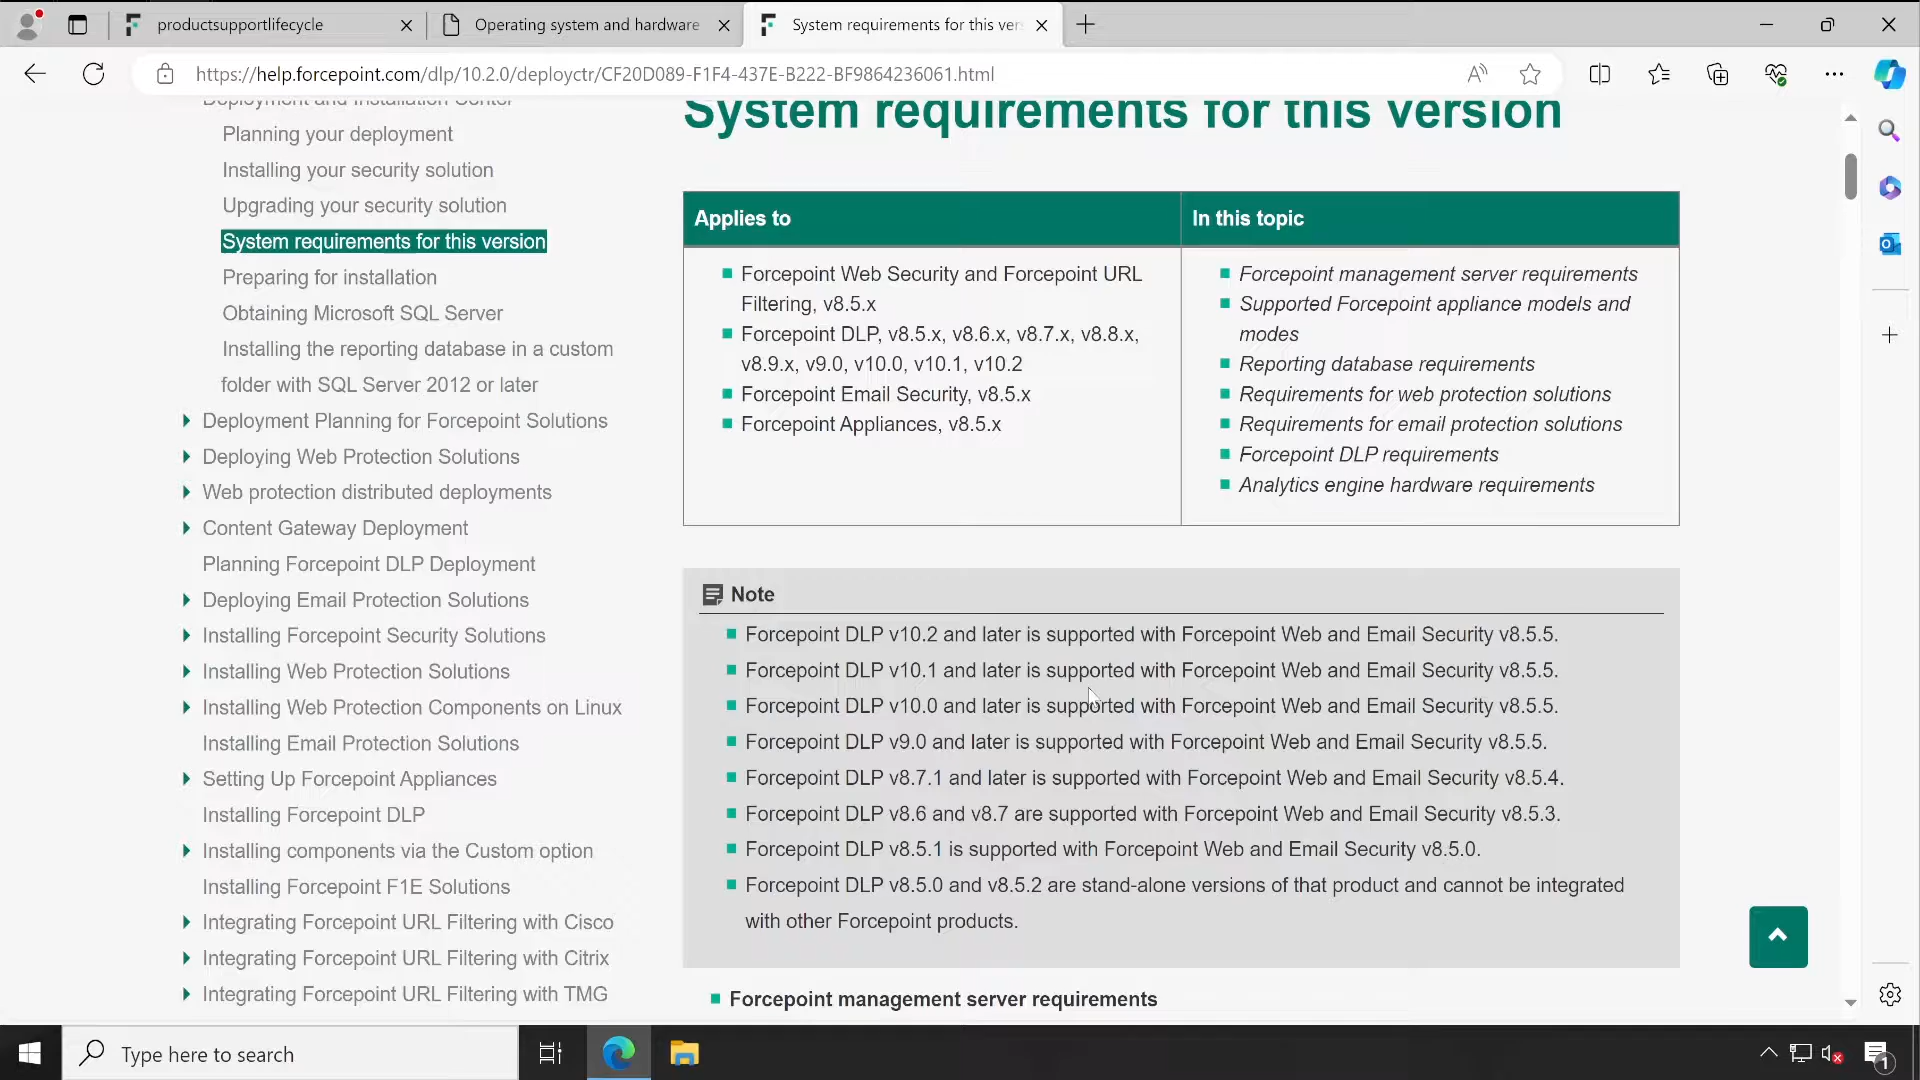 productsupportlifecycle
Operating system and hardware
System requirements for this ver
https://help.forcepoint.com/dlp/10.2.0/deployctr/CF20D089-F1F4-437E-B222-BF9864236061.html
Deployment and Installation Center
Planning your deployment
Installing your security solution
Upgrading your security solution
System requirements for this version
Preparing for installation
Obtaining Microsoft SQL Server
Installing the reporting database in a custom
folder with SQL Server 2012 or later
Deployment Planning for Forcepoint Solutions
Deploying Web Protection Solutions
Web protection distributed deployments
Content Gateway Deployment
Planning Forcepoint DLP Deployment
Deploying Email Protection Solutions
Installing Forcepoint Security Solutions
Installing Web Protection Solutions
Installing Web Protection Components on Linux
Installing Email Protection Solutions
Setting Up Forcepoint Appliances
Installing Forcepoint DLP
Installing components via the Custom option
Installing Forcepoint F1E Solutions
Integrating Forcepoint URL Filtering with Cisco
Integrating Forcepoint URL Filtering with Citrix
Integrating Forcepoint URL Filtering with TMG
System requirements for this version
Applies to
In this topic
Forcepoint Web Security and Forcepoint URL
Filtering, v8.5.x
Forcepoint DLP, v8.5.x, v8.6.x, v8.7.x, v8.8.x,
v8.9.x, v9.0, v10.0, v10.1, v10.2
Forcepoint Email Security, v8.5.x
Forcepoint Appliances, v8.5.x
Forcepoint management server requirements
Supported Forcepoint appliance models and
modes
Reporting database requirements
Requirements for web protection solutions
Requirements for email protection solutions
Forcepoint DLP requirements
Analytics engine hardware requirements
Note
Forcepoint DLP v10.2 and later is supported with Forcepoint Web and Email Security v8.5.5.
Forcepoint DLP v10.1 and later is supported with Forcepoint Web and Email Security v8.5.5.
Forcepoint DLP v10.0 and later is supported with Forcepoint Web and Email Security v8.5.5.
Forcepoint DLP v9.0 and later is supported with Forcepoint Web and Email Security v8.5.5.
Forcepoint DLP v8.7.1 and later is supported with Forcepoint Web and Email Security v8.5.4.
Forcepoint DLP v8.6 and v8.7 are supported with Forcepoint Web and Email Security v8.5.3.
Forcepoint DLP v8.5.1 is supported with Forcepoint Web and Email Security v8.5.0.
Forcepoint DLP v8.5.0 and v8.5.2 are stand-alone versions of that product and cannot be integrated
with other Forcepoint products.
Forcepoint management server requirements
Type here to search
1